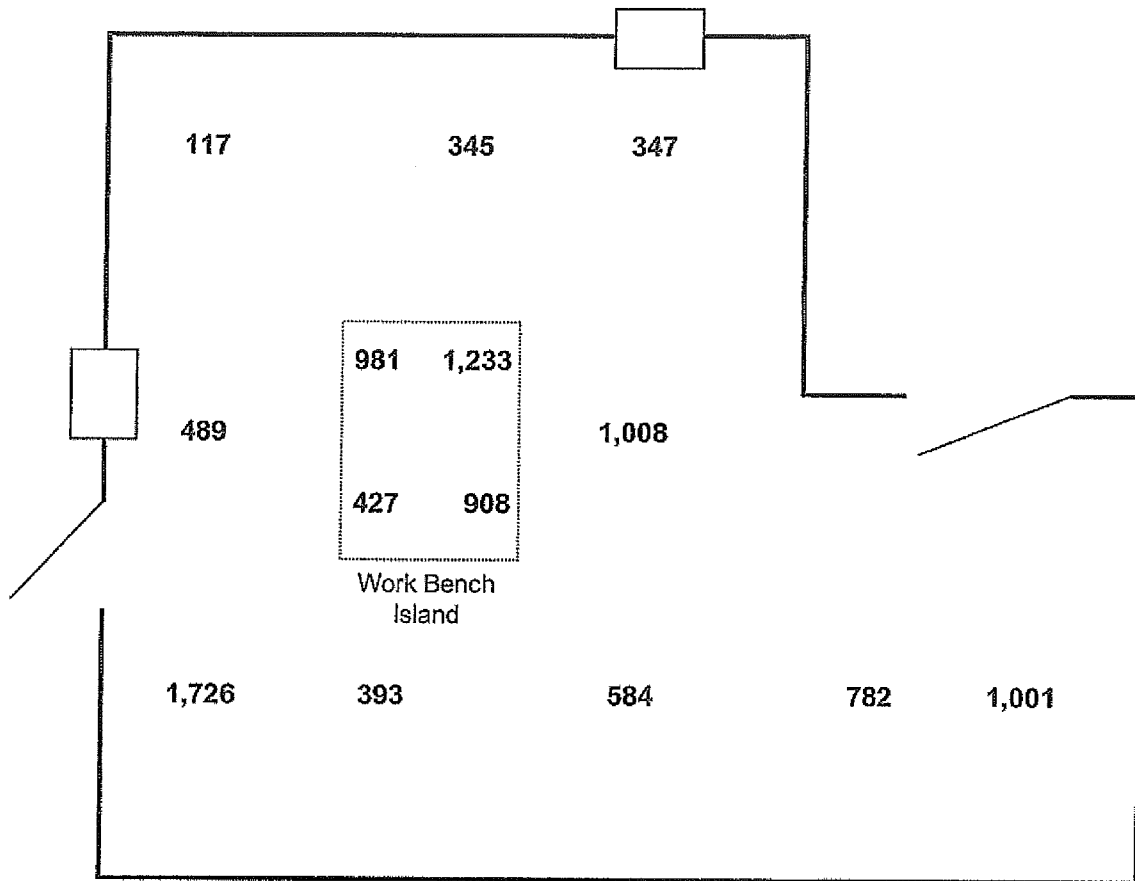 117 345 347
981 1,233
489 1,008
427 908
Work Bench
Island
1,726 393 584 782 1,001